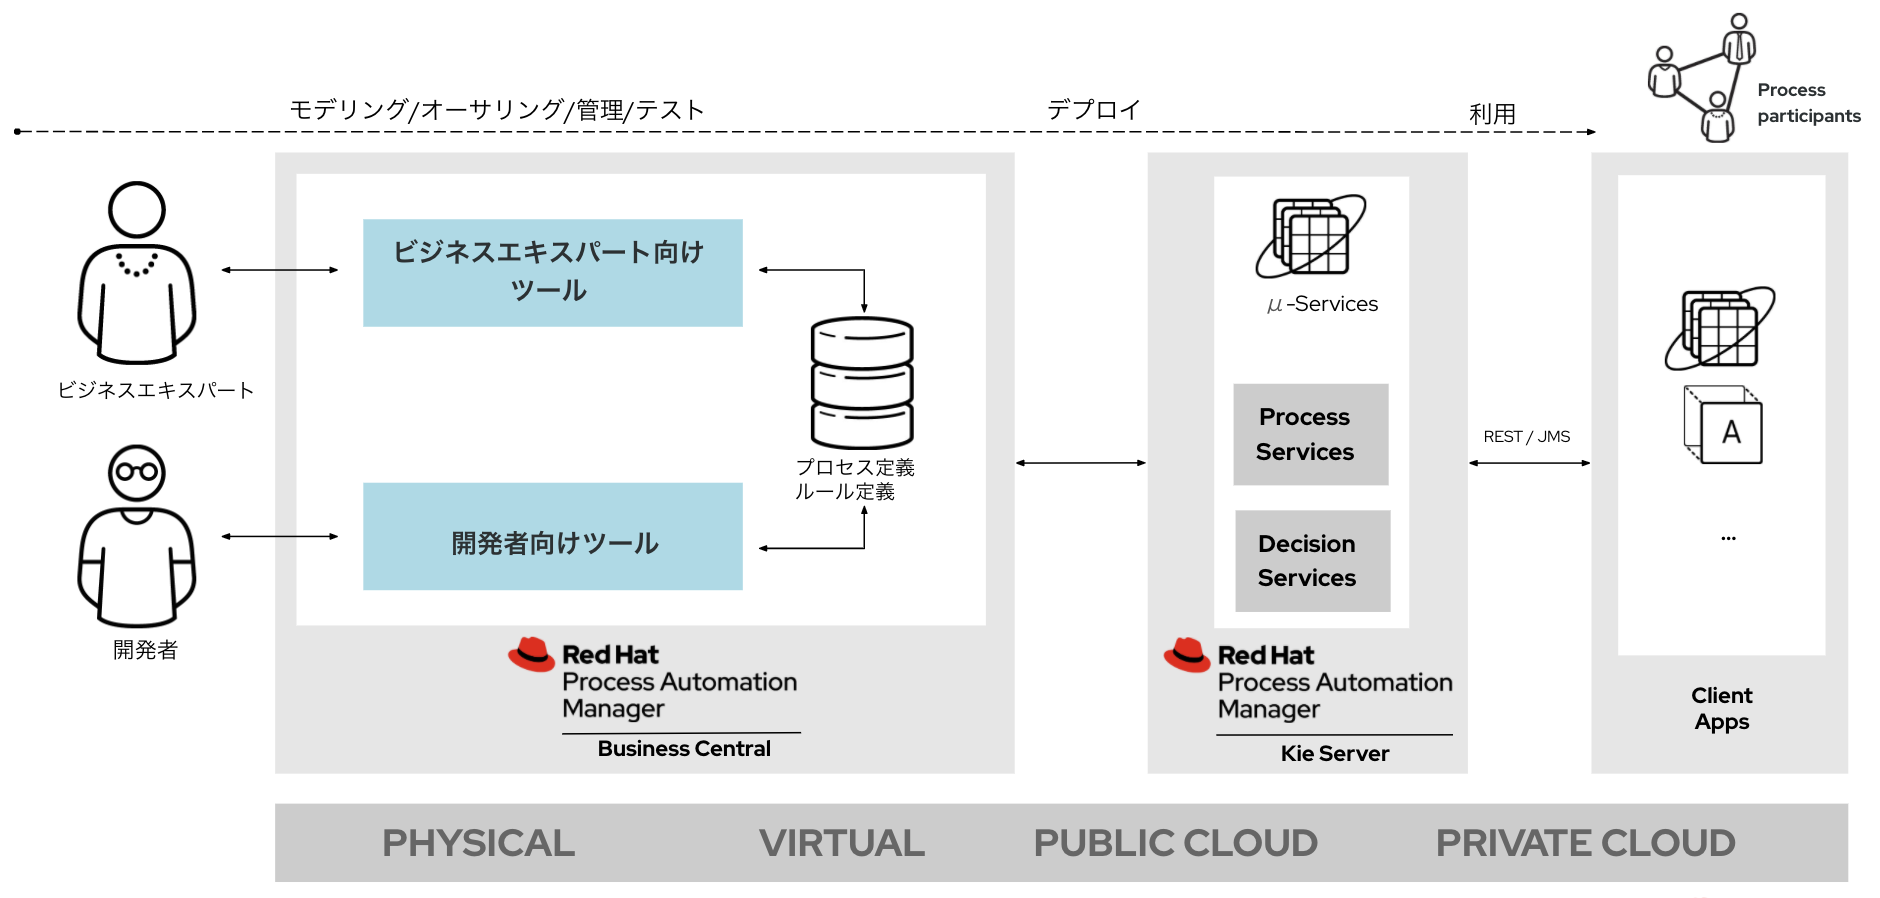 モデリング/オーサリング/管理/テスト
デプロイ
利用
Process
participants
ビジネスエキスパート
開発者
ビジネスエキスパート向け
ツール
開発者向けツール
プロセス定義
ルール定義
Red Hat
Process Automation
Manager
Business Central
μ-Services
Process
Services
Decision
Services
Red Hat
Process Automation
Manager
Kie Server
REST / JMS
A
...
Client
Apps
PHYSICAL VIRTUAL PUBLIC CLOUD PRIVATE CLOUD